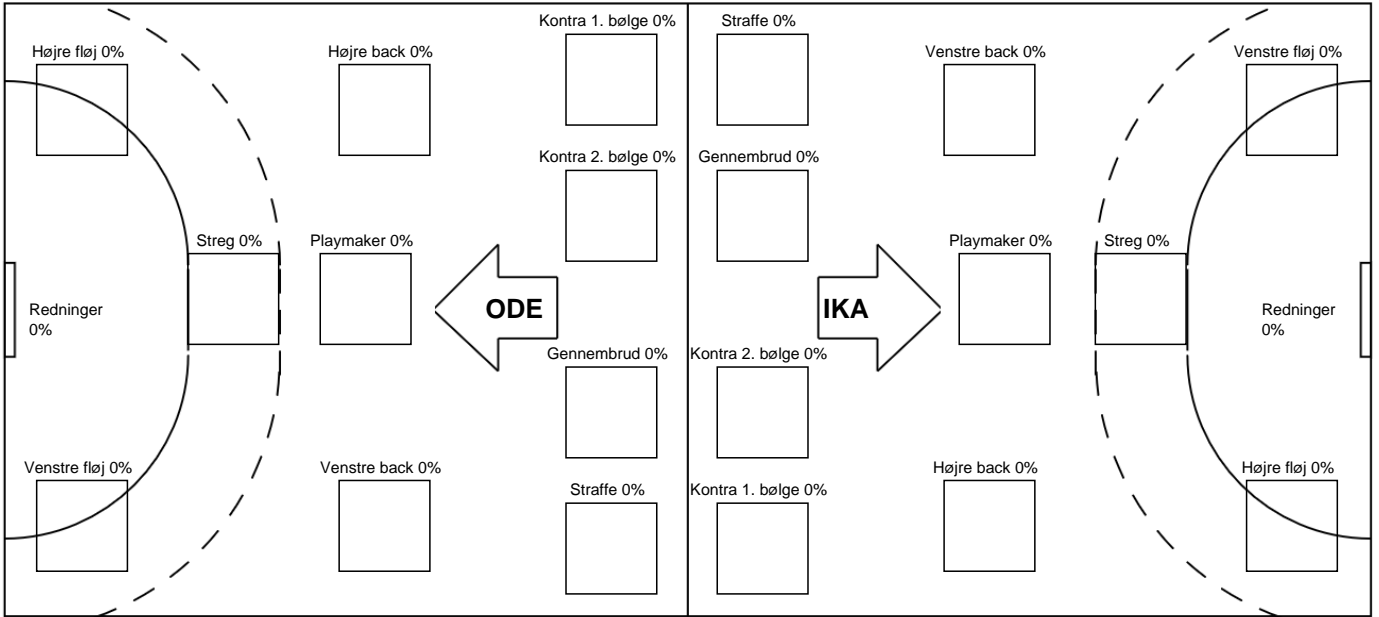 Kontra 1. bølge 0%
Straffe 0%
Højre fløj 0%
Højre back 0%
Venstre back 0%
Venstre fløj 0%
Kontra 2. bølge 0%
Gennembrud 0%
Streg 0%
Playmaker 0%
Playmaker 0%
Streg 0%
Redninger
0%
ODE
IKA
Redninger
0%
Gennembrud 0%
Kontra 2. bølge 0%
Venstre fløj 0%
Venstre back 0%
Straffe 0%
Kontra 1. bølge 0%
Højre back 0%
Højre fløj 0%